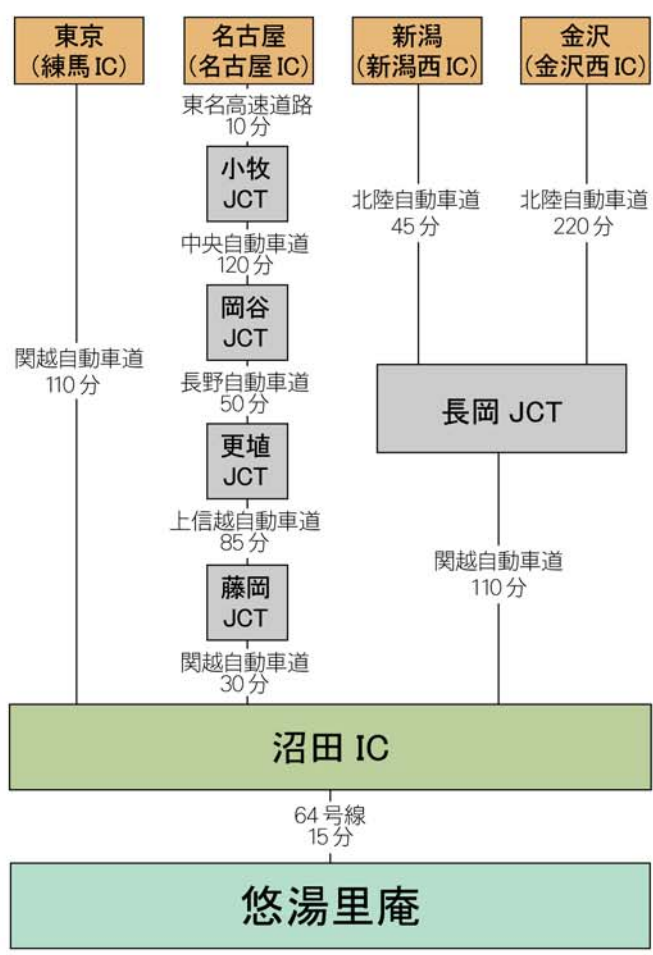 東京
(練馬IC)
名古屋
(名古屋IC)
新潟
(新潟西IC)
金沢
(金沢西IC)
東名高速道路
10分
小牧
JCT
中央自動車道
120分
岡谷
JCT
長野自動車道
50分
更埴
JCT
上信越自動車道
85分
藤岡
JCT
関越自動車道
30分
関越自動車道
110分
北陸自動車道
45分
北陸自動車道
220分
長岡 JCT
関越自動車道
110分
沼田 IC
64号線
15分
悠湯里庵